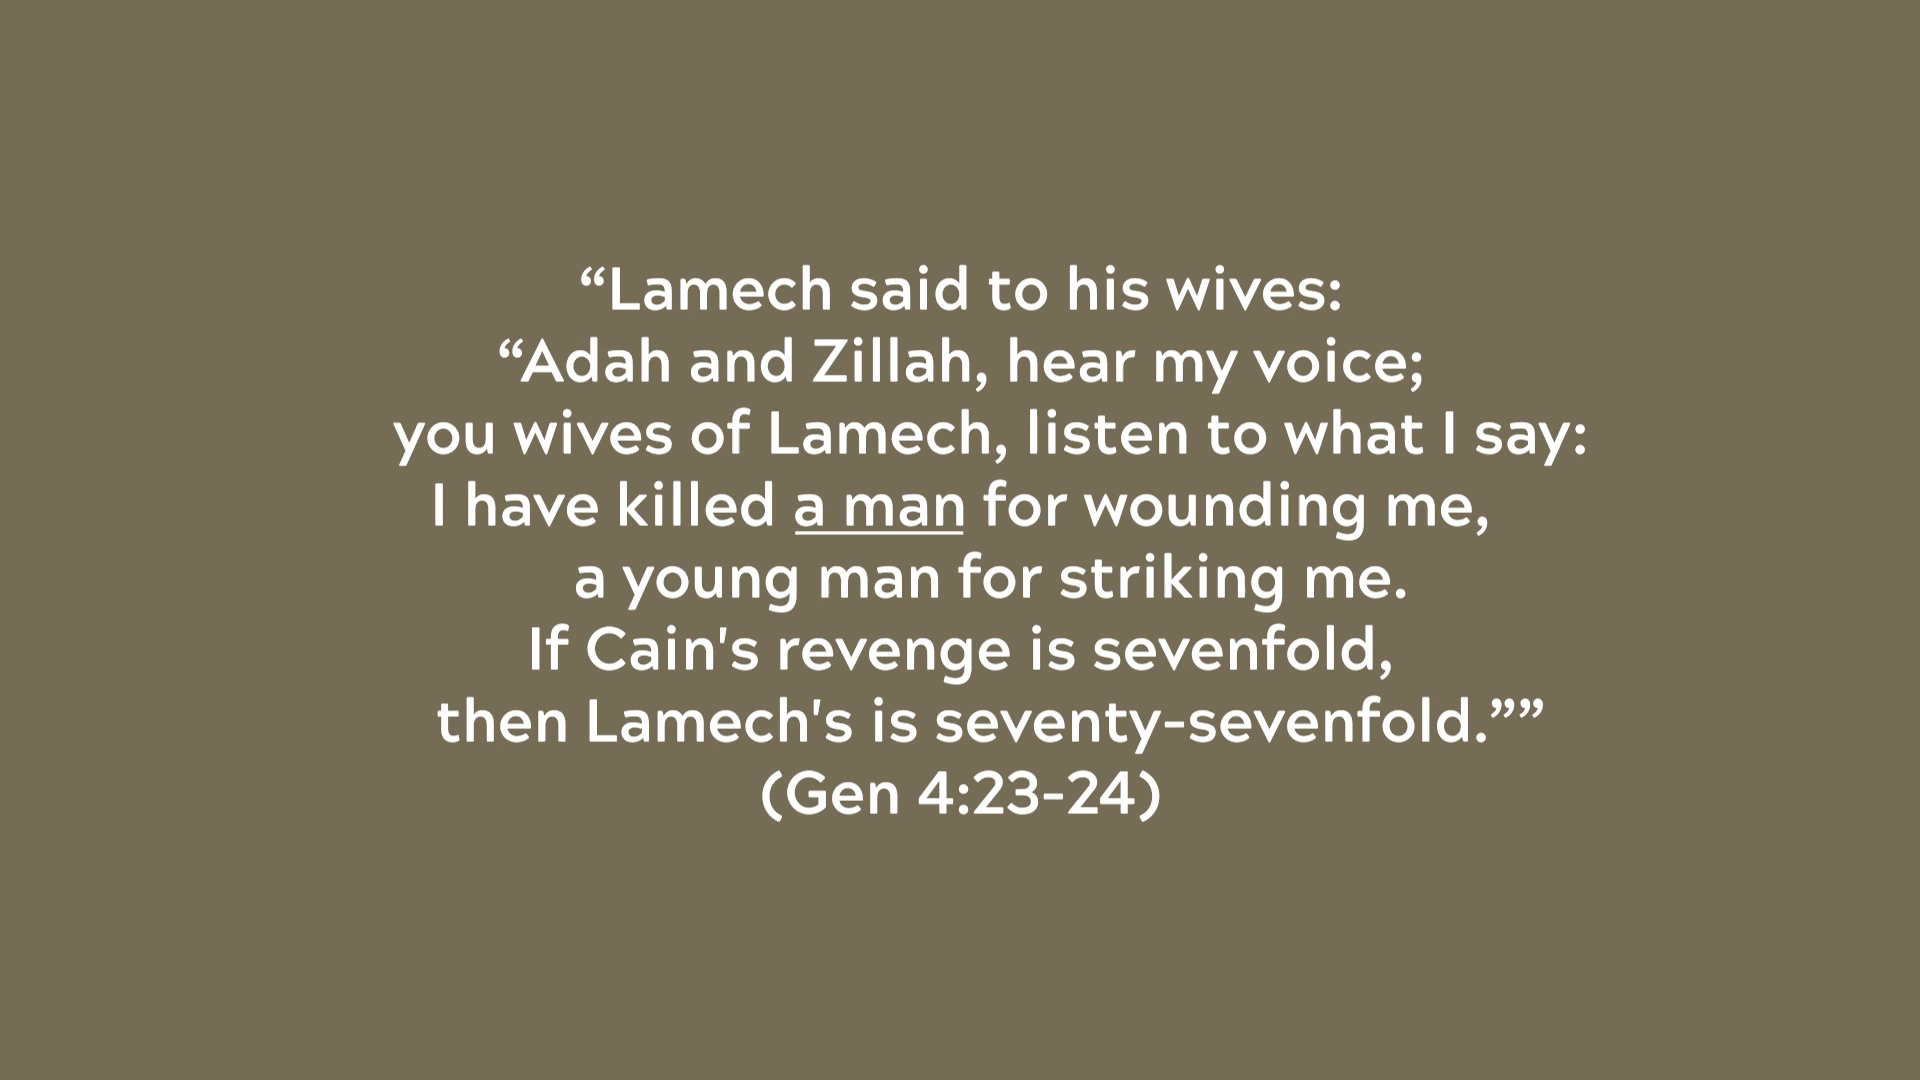 “Lamech said to his wives:
“Adah and Zillah, hear my voice;
you wives of Lamech, listen to what I say:
I have killed a man for wounding me,
a young man for striking me.
If Cain's revenge is sevenfold,
then Lamech's is seventy-sevenfold.””
(Gen 4:23-24)